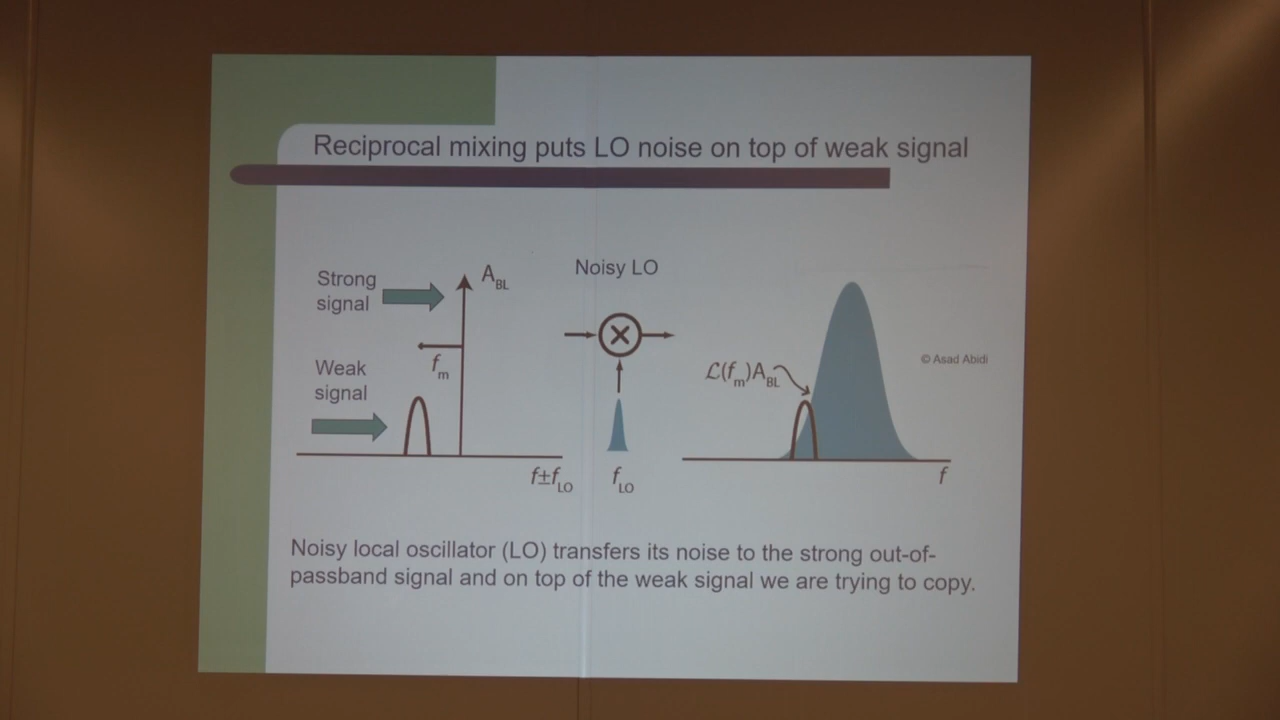 Reciprocal mixing puts LO noise on top of weak signal
Strong
signal
A_BL
f_m
Weak
signal
f±f_LO
Noisy LO
f_LO
ℒ(f_m)A_BL
© Asad Abidi
f
Noisy local oscillator (LO) transfers its noise to the strong out-of-
passband signal and on top of the weak signal we are trying to copy.